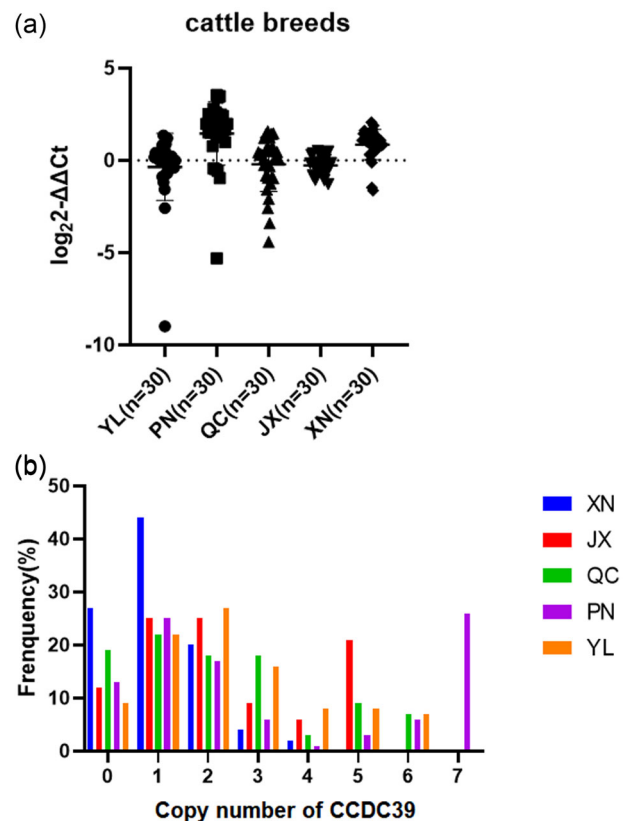 (a)
cattle breeds
5
0
-5
-10
log₂2-ΔΔCt
YL(n=30)
PN(n=30)
QC(n=30)
JX(n=30)
XN(n=30)
(b)
50
40
30
20
10
0
Frenquency(%)
0 1 2 3 4 5 6 7
Copy number of CCDC39
XN
JX
QC
PN
YL